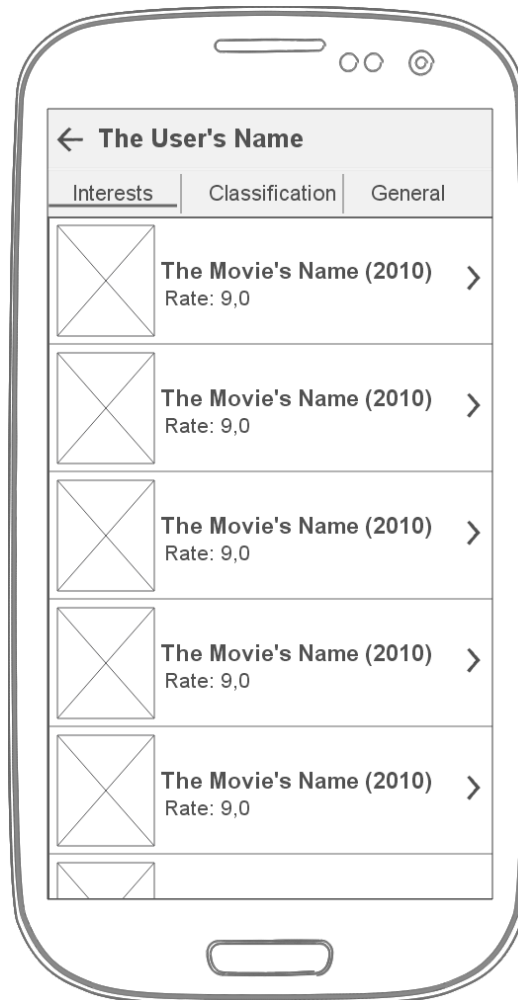 The User's Name
Interests Classification General
The Movie's Name (2010)
Rate: 9,0
The Movie's Name (2010)
Rate: 9,0
The Movie's Name (2010)
Rate: 9,0
The Movie's Name (2010)
Rate: 9,0
The Movie's Name (2010)
Rate: 9,0